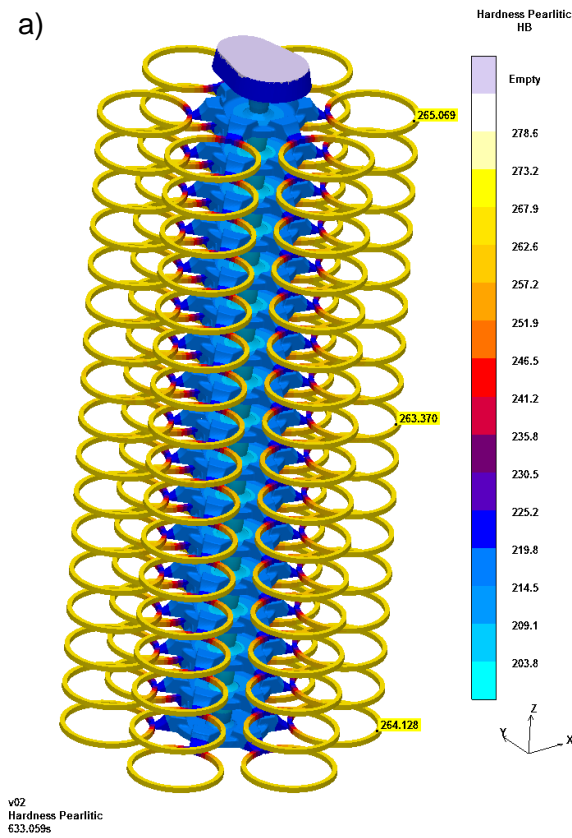 a)
Hardness Pearlitic
HB
Empty
278.6
273.2
267.9
262.6
257.2
251.9
246.5
241.2
235.8
230.5
225.2
219.8
214.5
209.1
203.8
265.069
263.370
264.128
Z
Y
X
v02
Hardness Pearlitic
633.059s